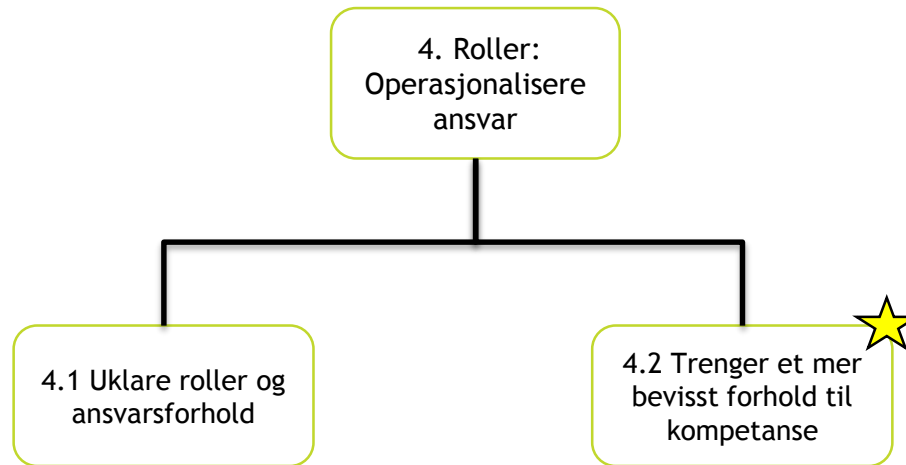 4. Roller:
Operasjonalisere
ansvar
4.1 Uklare roller og
ansvarsforhold
4.2 Trenger et mer
bevisst forhold til
kompetanse